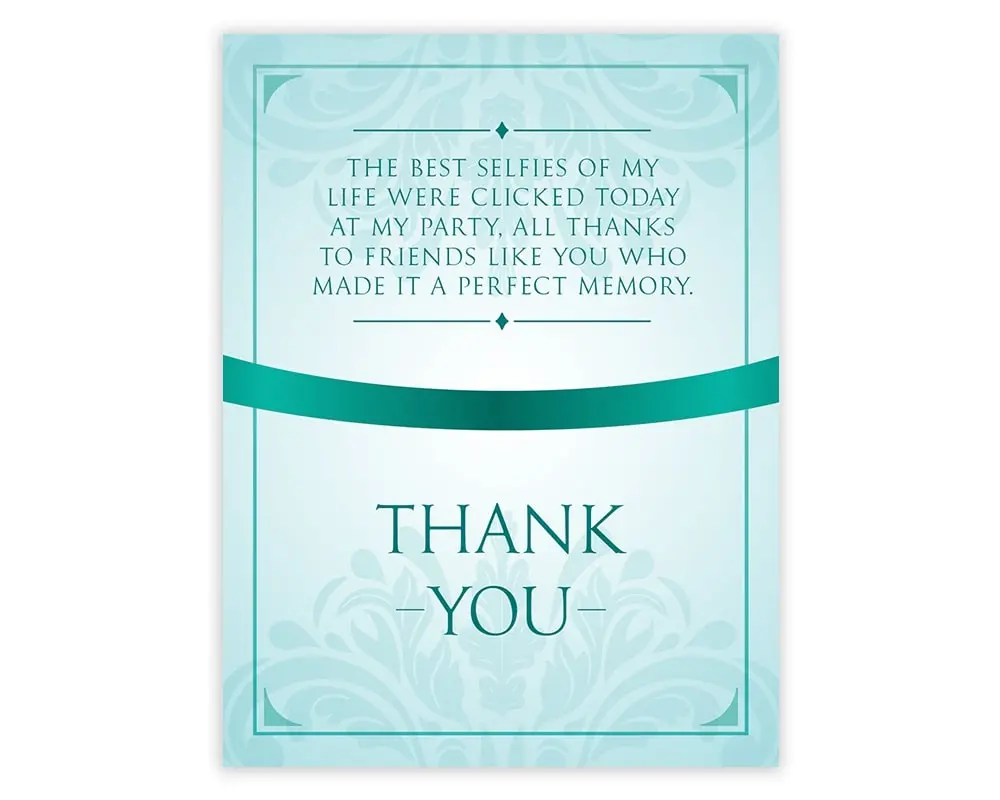 THE BEST SELFIES OF MY
LIFE WERE CLICKED TODAY
AT MY PARTY, ALL THANKS
TO FRIENDS LIKE YOU WHO
MADE IT A PERFECT MEMORY.
THANK
-YOU-